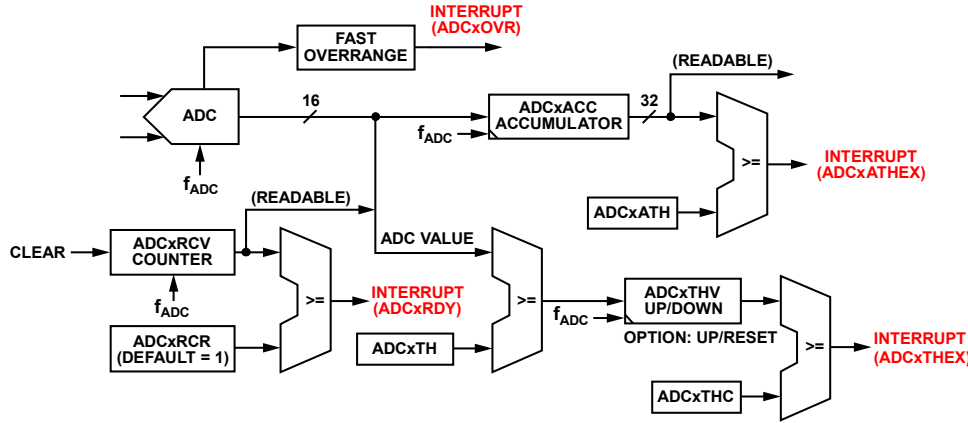 INTERRUPT
(ADCxOVR)
FAST
OVERRANGE
(READABLE)
ADC
16
ADCxACC
ACCUMULATOR
32
fADC
>=
INTERRUPT
(ADCxATHEX)
fADC
(READABLE)
ADCxATH
CLEAR
ADCxRCV
COUNTER
ADC VALUE
fADC
>=
INTERRUPT
(ADCxRDY)
>=
fADC
ADCxTHV
UP/DOWN
OPTION: UP/RESET
ADCxRCR
(DEFAULT = 1)
ADCxTH
>=
INTERRUPT
(ADCxTHEX)
ADCxTHC